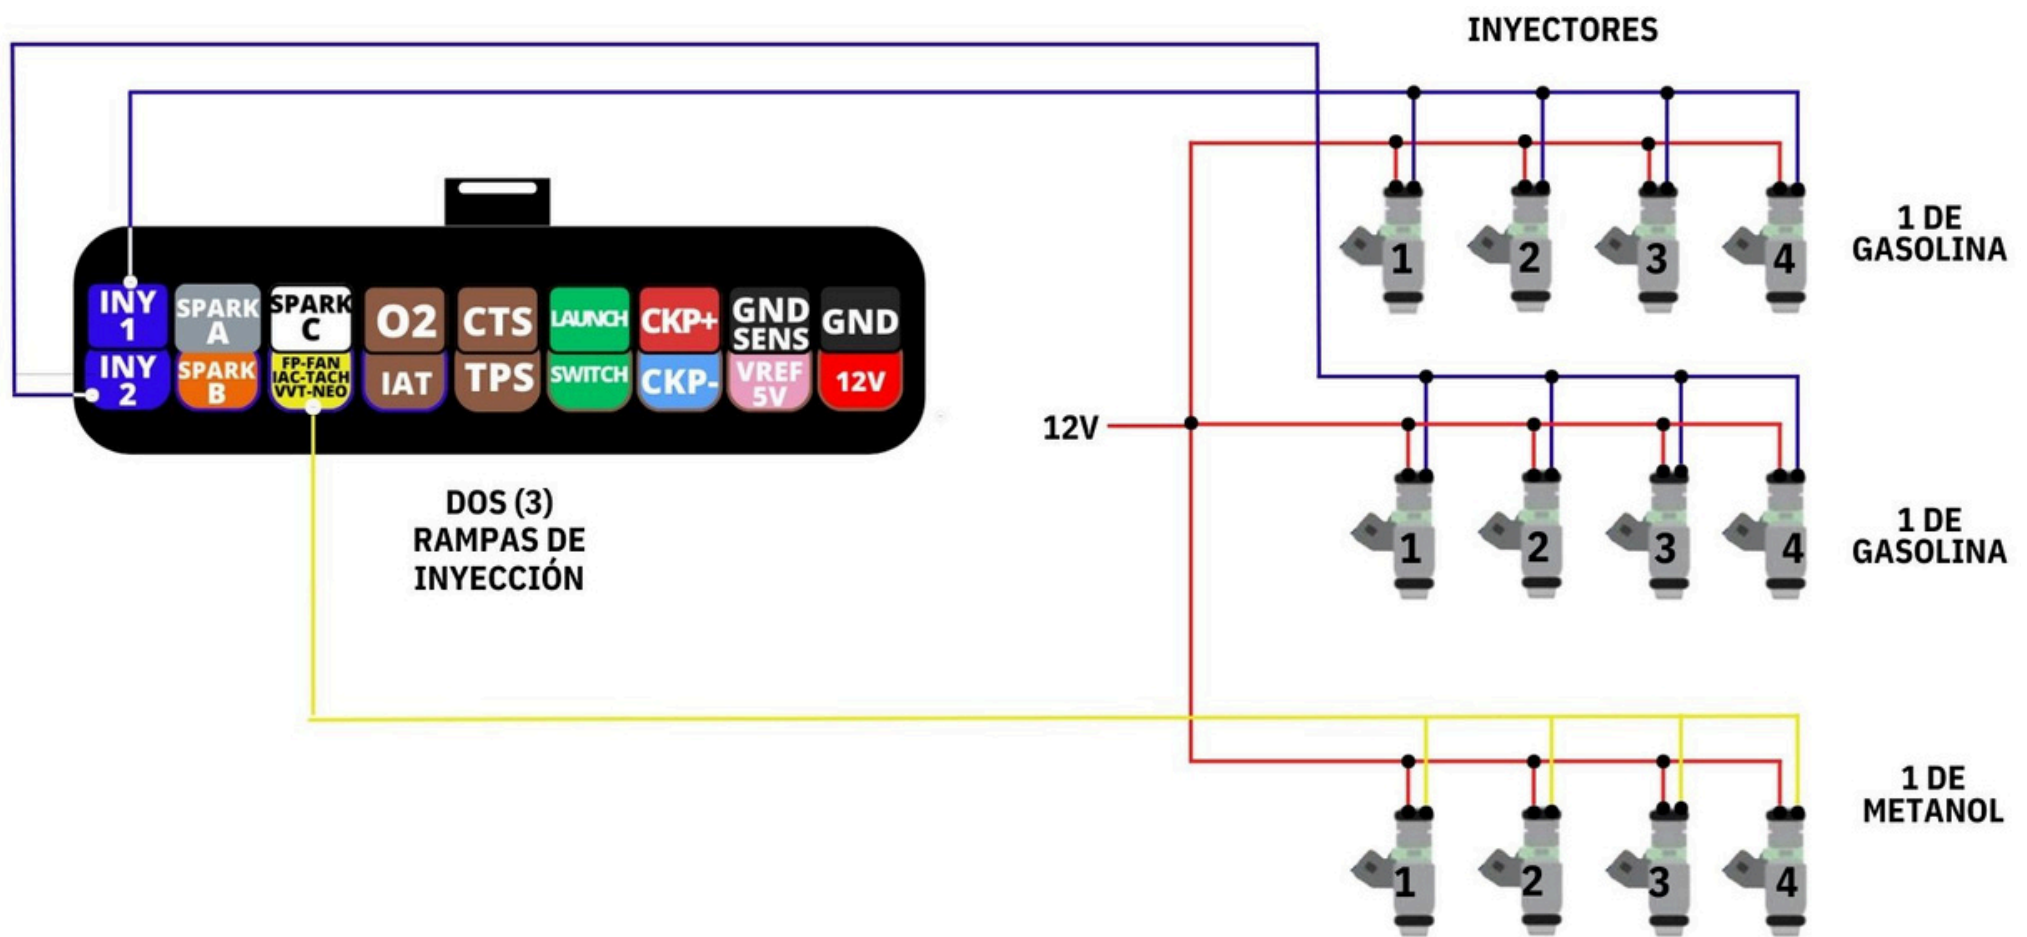 INYECTORES
1 2 3 4
1 DE
GASOLINA
INY
1
SPARK
A
SPARK
C
O2
CTS
LAUNCH
CKP+
GND
SENS
GND
INY
2
SPARK
B
FP-FAN
IAC-TACH
VVT-NEO
IAT
TPS
SWITCH
CKP-
VREF
5V
12V
12V
DOS (3)
RAMPAS DE
INYECCIÓN
1 2 3 4
1 DE
GASOLINA
1 2 3 4
1 DE
METANOL